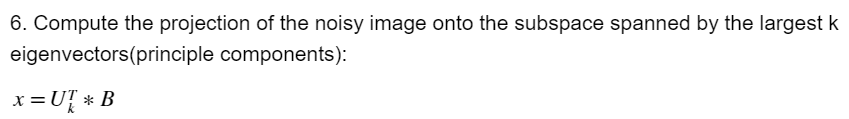 6. Compute the projection of the noisy image onto the subspace spanned by the largest k
eigenvectors(principle components):
x = U_k^T * B